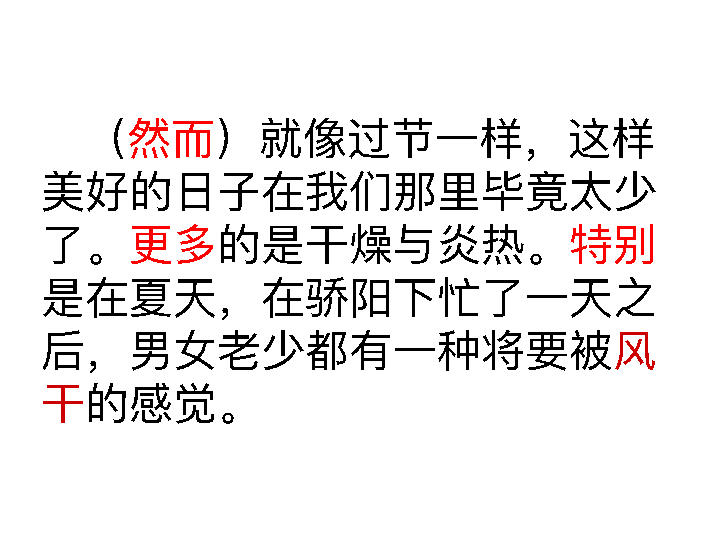 （然而）就像过节一样，这样
美好的日子在我们那里毕竟太少
了。更多的是干燥与炎热。特别
是在夏天，在骄阳下忙了一天之
后，男女老少都有一种将要被风
干的感觉。